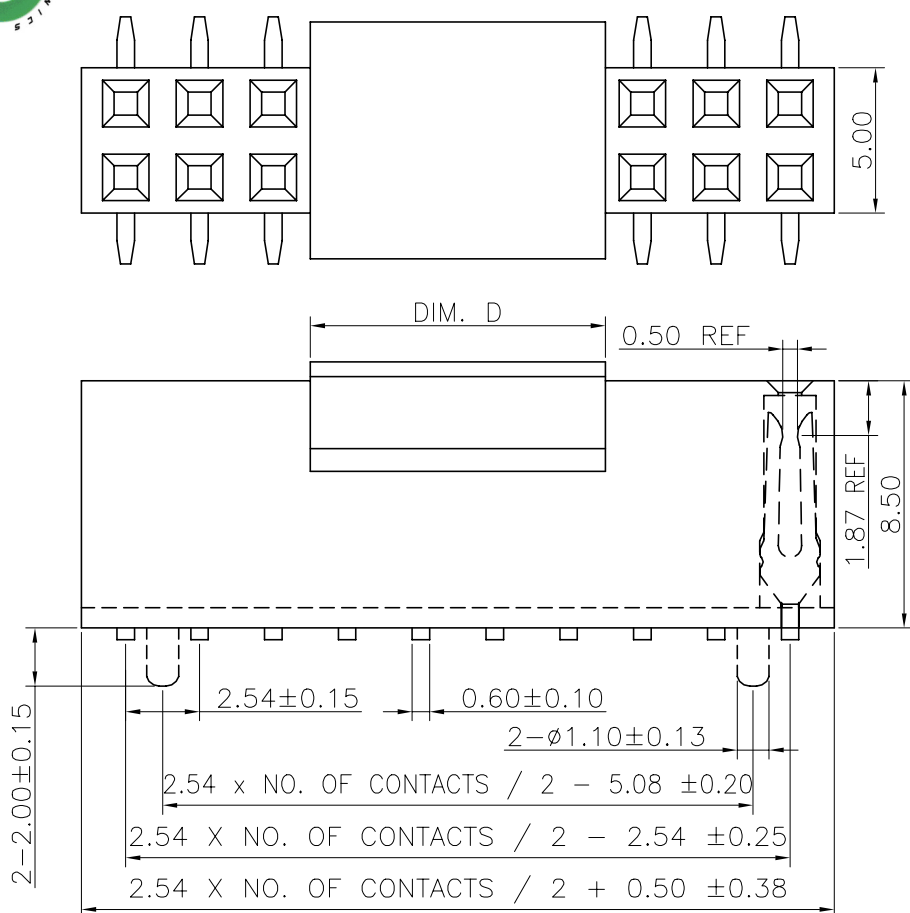 5.00
DIM. D
0.50 REF
1.87 REF
8.50
2.54±0.15
0.60±0.10
2-ø1.10±0.13
2-2.00±0.15
2.54 x NO. OF CONTACTS / 2 - 5.08 ±0.20
2.54 X NO. OF CONTACTS / 2 - 2.54 ±0.25
2.54 X NO. OF CONTACTS / 2 + 0.50 ±0.38